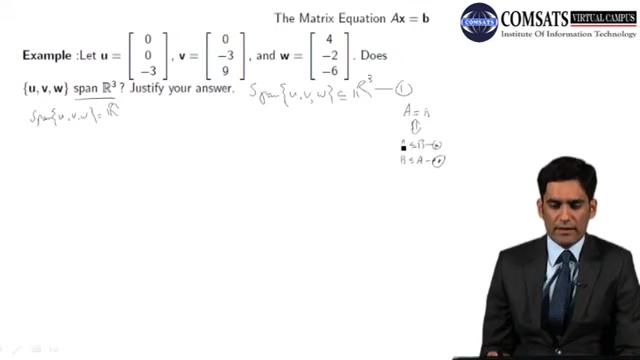 The Matrix Equation Ax = b
COMSATS VIRTUAL CAMPUS
Institute Of Information Technology
Example :Let u = [0 0 −3], v = [0 −3 9], and w = [4 −2 −6]. Does
{u, v, w} span ℝ³? Justify your answer.
Span{u, v, w} ⊆ ℝ³ — ①
Span{u, v, w} = ℝ³
A = B
⇕
A ⊆ B
B ⊆ A